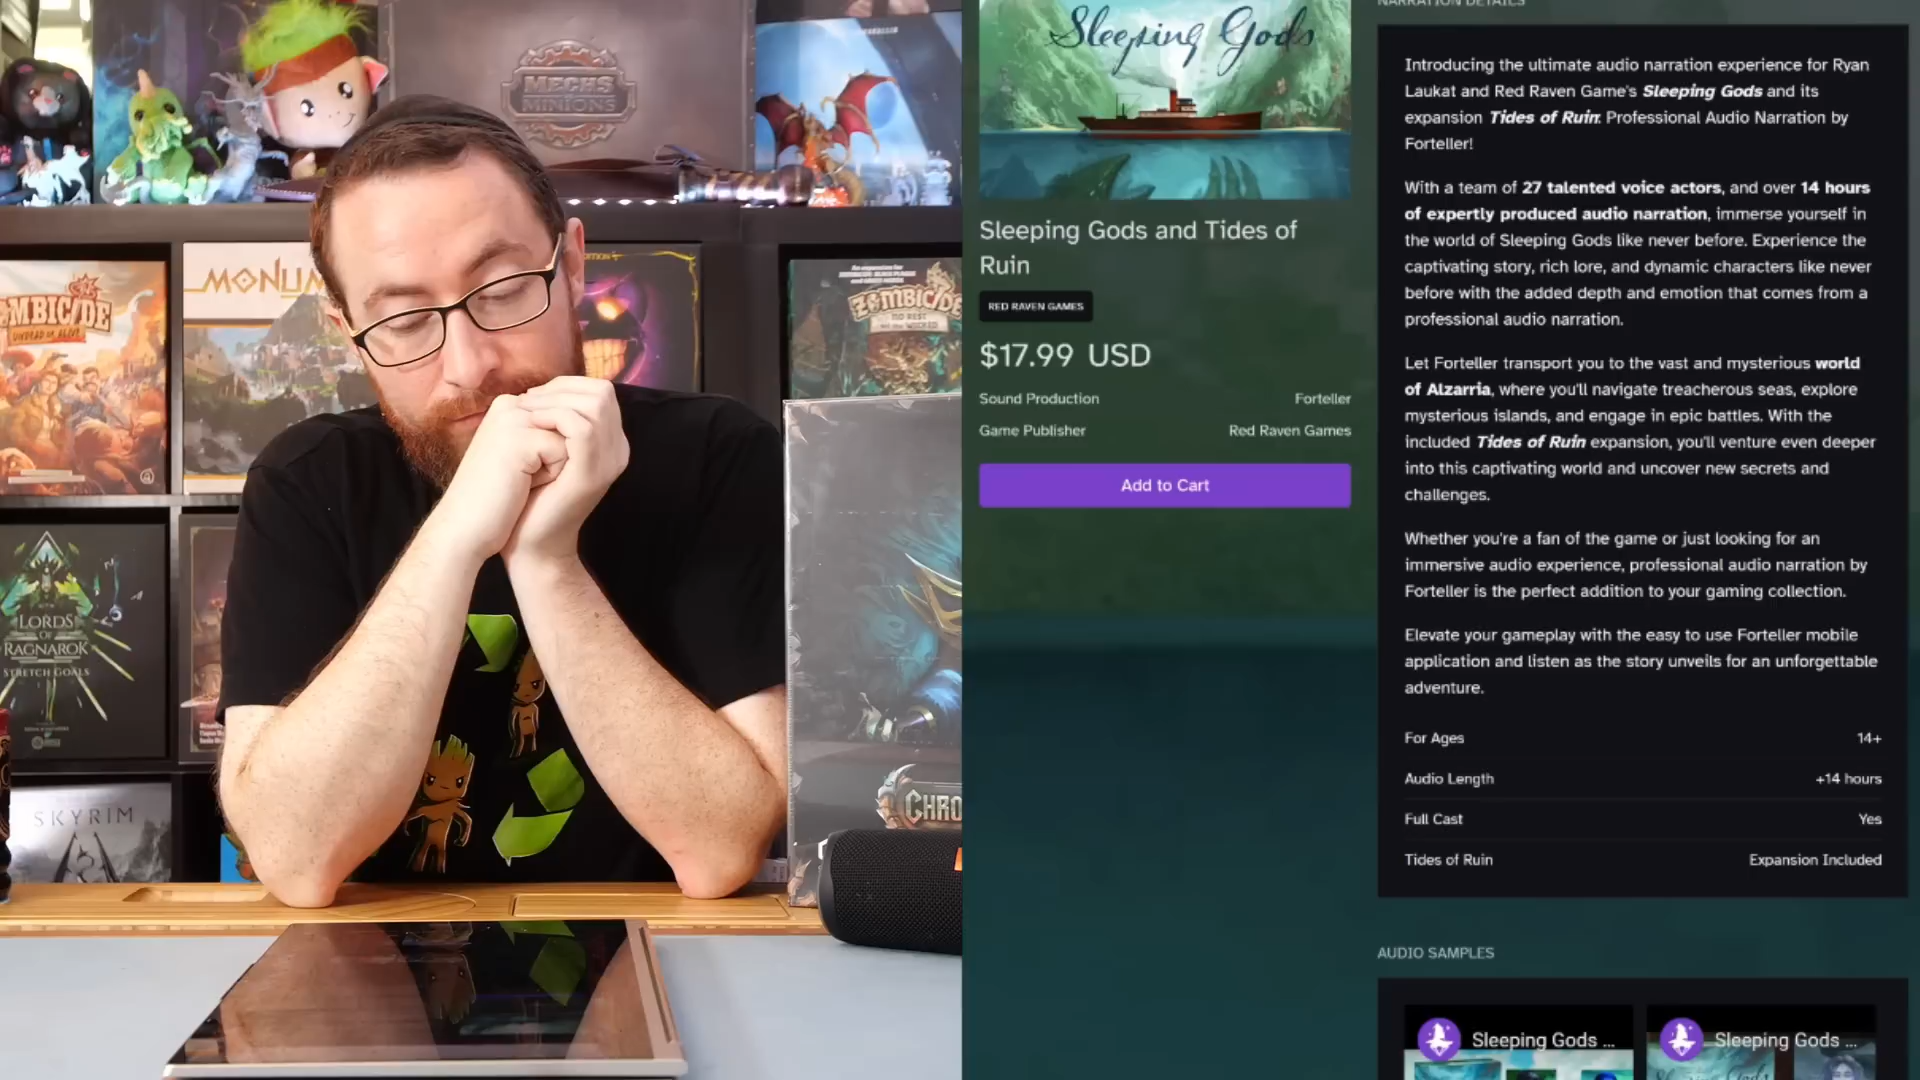 MECHS
MINIONS
MBICIDE
UNDEAD OR ALIVE
MONUM
ZOMBICIDE
NO REST
FOR THE WICKED
LORDS
OF
RAGNAROK
STRETCH GOALS
SKYRIM
CHRO
Sleeping Gods
Sleeping Gods and Tides of
Ruin
RED RAVEN GAMES
$17.99 USD
Sound Production Forteller
Game Publisher Red Raven Games
Add to Cart
NARRATION DETAILS
Introducing the ultimate audio narration experience for Ryan
Laukat and Red Raven Game's Sleeping Gods and its
expansion Tides of Ruin: Professional Audio Narration by
Forteller!
With a team of 27 talented voice actors, and over 14 hours
of expertly produced audio narration, immerse yourself in
the world of Sleeping Gods like never before. Experience the
captivating story, rich lore, and dynamic characters like never
before with the added depth and emotion that comes from a
professional audio narration.
Let Forteller transport you to the vast and mysterious world
of Alzarria, where you'll navigate treacherous seas, explore
mysterious islands, and engage in epic battles. With the
included Tides of Ruin expansion, you'll venture even deeper
into this captivating world and uncover new secrets and
challenges.
Whether you're a fan of the game or just looking for an
immersive audio experience, professional audio narration by
Forteller is the perfect addition to your gaming collection.
Elevate your gameplay with the easy to use Forteller mobile
application and listen as the story unveils for an unforgettable
adventure.
For Ages 14+
Audio Length +14 hours
Full Cast Yes
Tides of Ruin Expansion Included
AUDIO SAMPLES
Sleeping Gods ...
Sleeping Gods ...